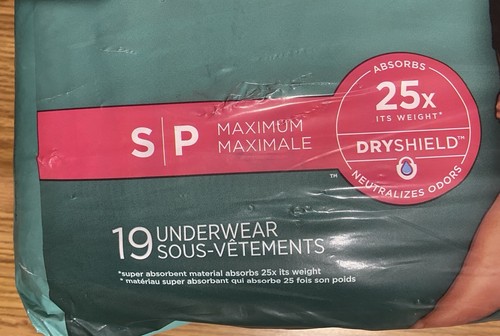 ABSORBS
25x
ITS WEIGHT*
DRYSHIELD™
NEUTRALIZES ODORS
S | P MAXIMUM
MAXIMALE
™
19 UNDERWEAR
SOUS-VÊTEMENTS
*super absorbent material absorbs 25x its weight
* matériau super absorbant qui absorbe 25 fois son poids